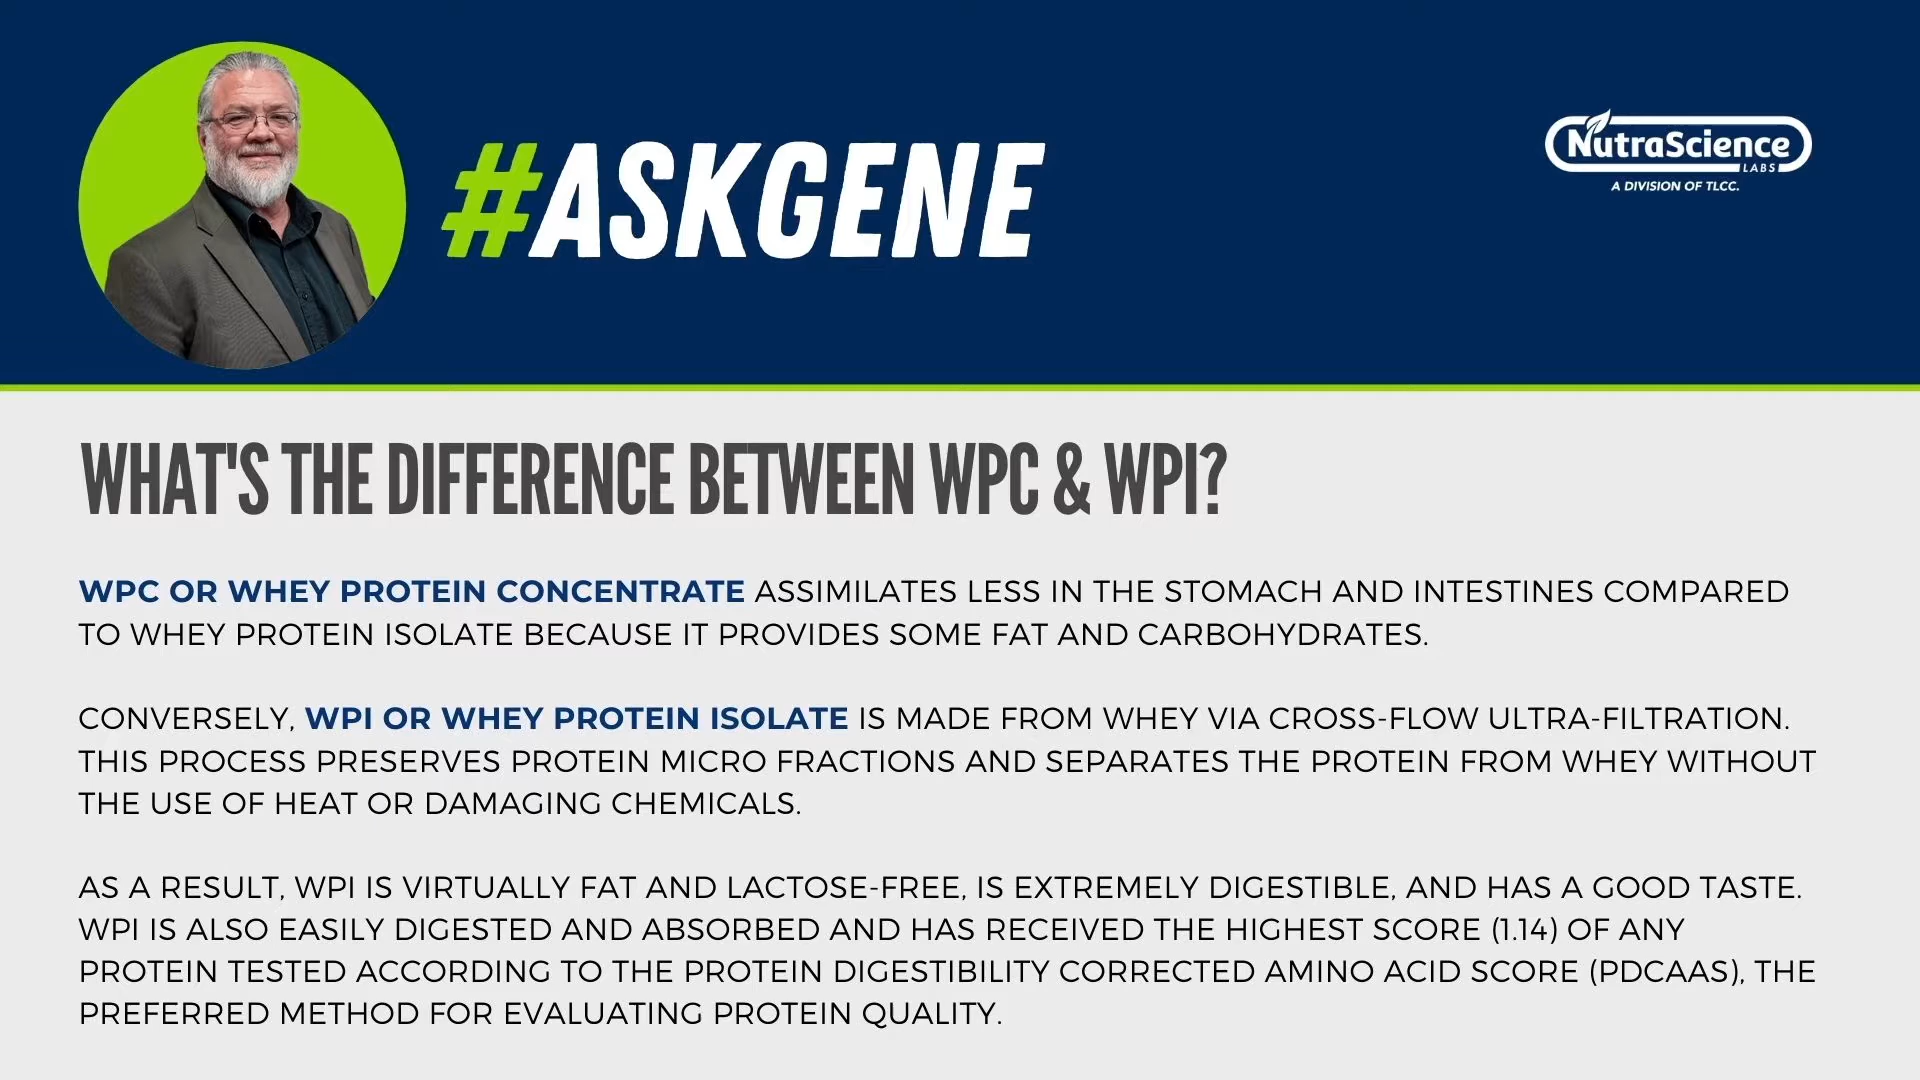 #ASKGENE
NutraScience
LABS
A DIVISION OF TLCC.
WHAT'S THE DIFFERENCE BETWEEN WPC & WPI?
WPC OR WHEY PROTEIN CONCENTRATE ASSIMILATES LESS IN THE STOMACH AND INTESTINES COMPARED
TO WHEY PROTEIN ISOLATE BECAUSE IT PROVIDES SOME FAT AND CARBOHYDRATES.
CONVERSELY, WPI OR WHEY PROTEIN ISOLATE IS MADE FROM WHEY VIA CROSS-FLOW ULTRA-FILTRATION.
THIS PROCESS PRESERVES PROTEIN MICRO FRACTIONS AND SEPARATES THE PROTEIN FROM WHEY WITHOUT
THE USE OF HEAT OR DAMAGING CHEMICALS.
AS A RESULT, WPI IS VIRTUALLY FAT AND LACTOSE-FREE, IS EXTREMELY DIGESTIBLE, AND HAS A GOOD TASTE.
WPI IS ALSO EASILY DIGESTED AND ABSORBED AND HAS RECEIVED THE HIGHEST SCORE (1.14) OF ANY
PROTEIN TESTED ACCORDING TO THE PROTEIN DIGESTIBILITY CORRECTED AMINO ACID SCORE (PDCAAS), THE
PREFERRED METHOD FOR EVALUATING PROTEIN QUALITY.